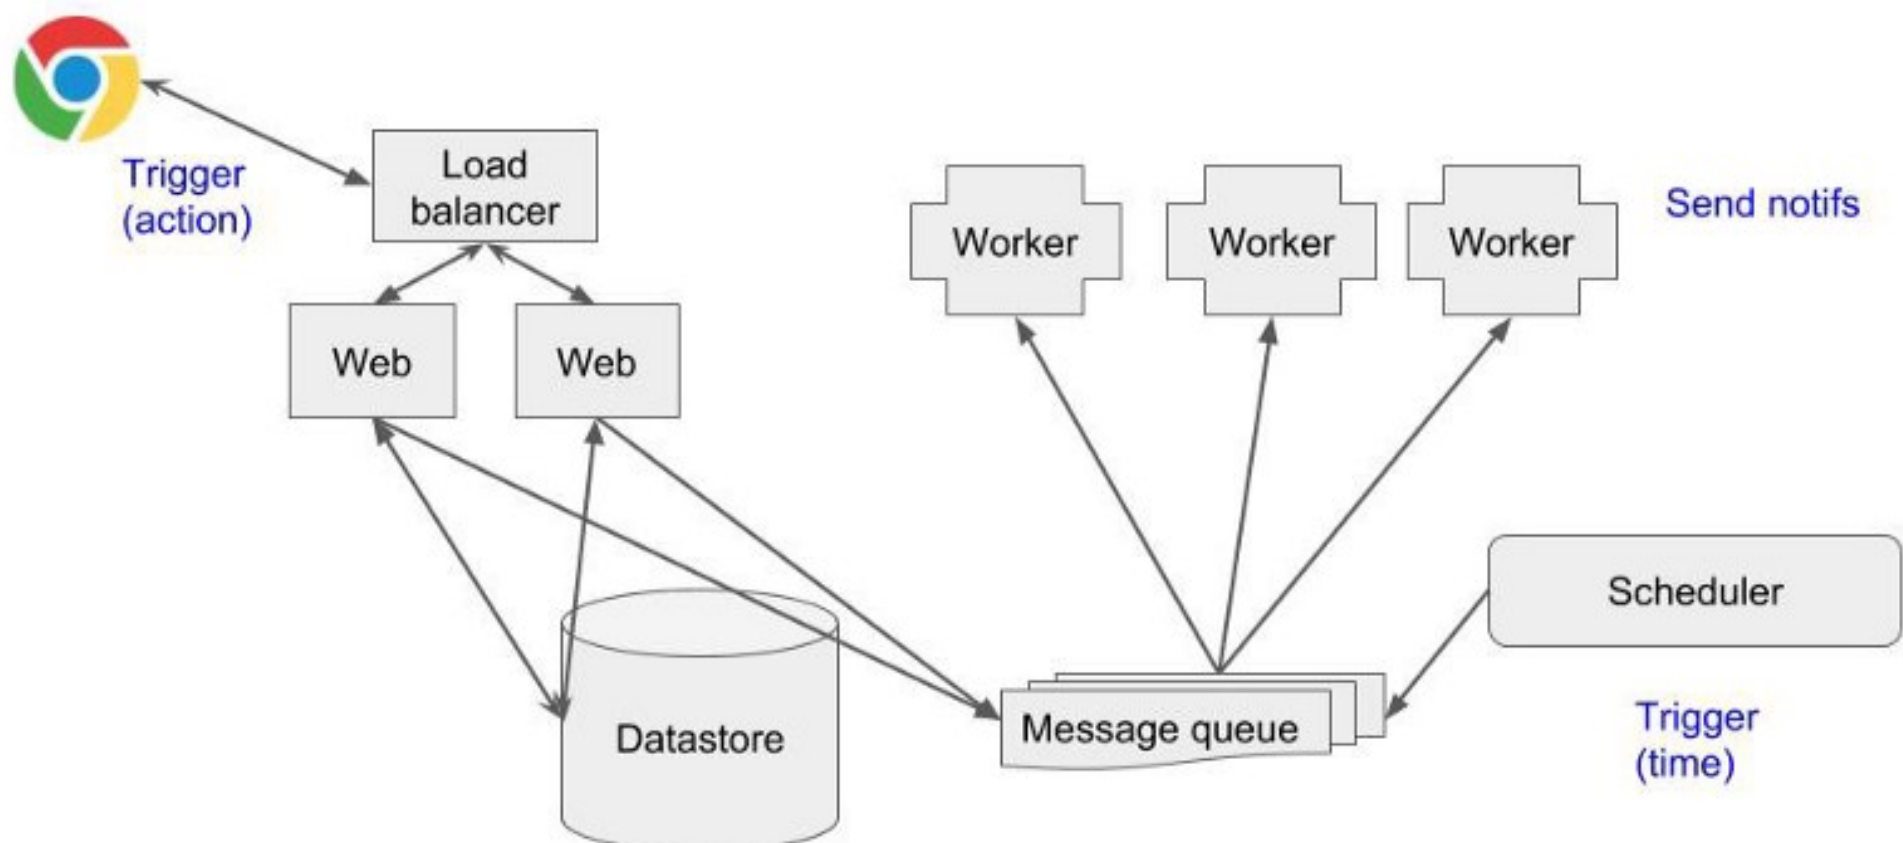 Trigger
(action)
Load
balancer
Web
Web
Datastore
Worker
Worker
Worker
Send notifs
Message queue
Scheduler
Trigger
(time)